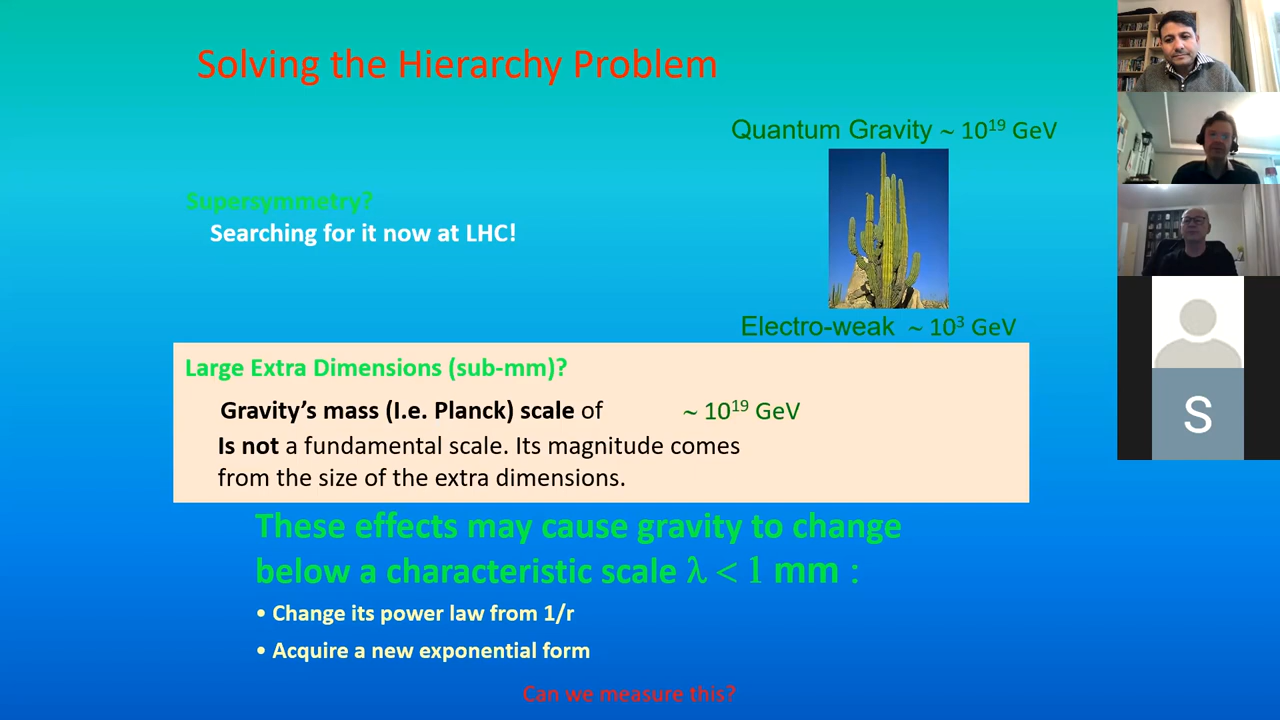 Solving the Hierarchy Problem
Quantum Gravity ~ 10¹⁹ GeV
Supersymmetry?
Searching for it now at LHC!
Electro-weak ~ 10³ GeV
Large Extra Dimensions (sub-mm)?
Gravity's mass (I.e. Planck) scale of ~ 10¹⁹ GeV
Is not a fundamental scale. Its magnitude comes
from the size of the extra dimensions.
These effects may cause gravity to change
below a characteristic scale λ < 1 mm :
• Change its power law from 1/r
• Acquire a new exponential form
Can we measure this?
S